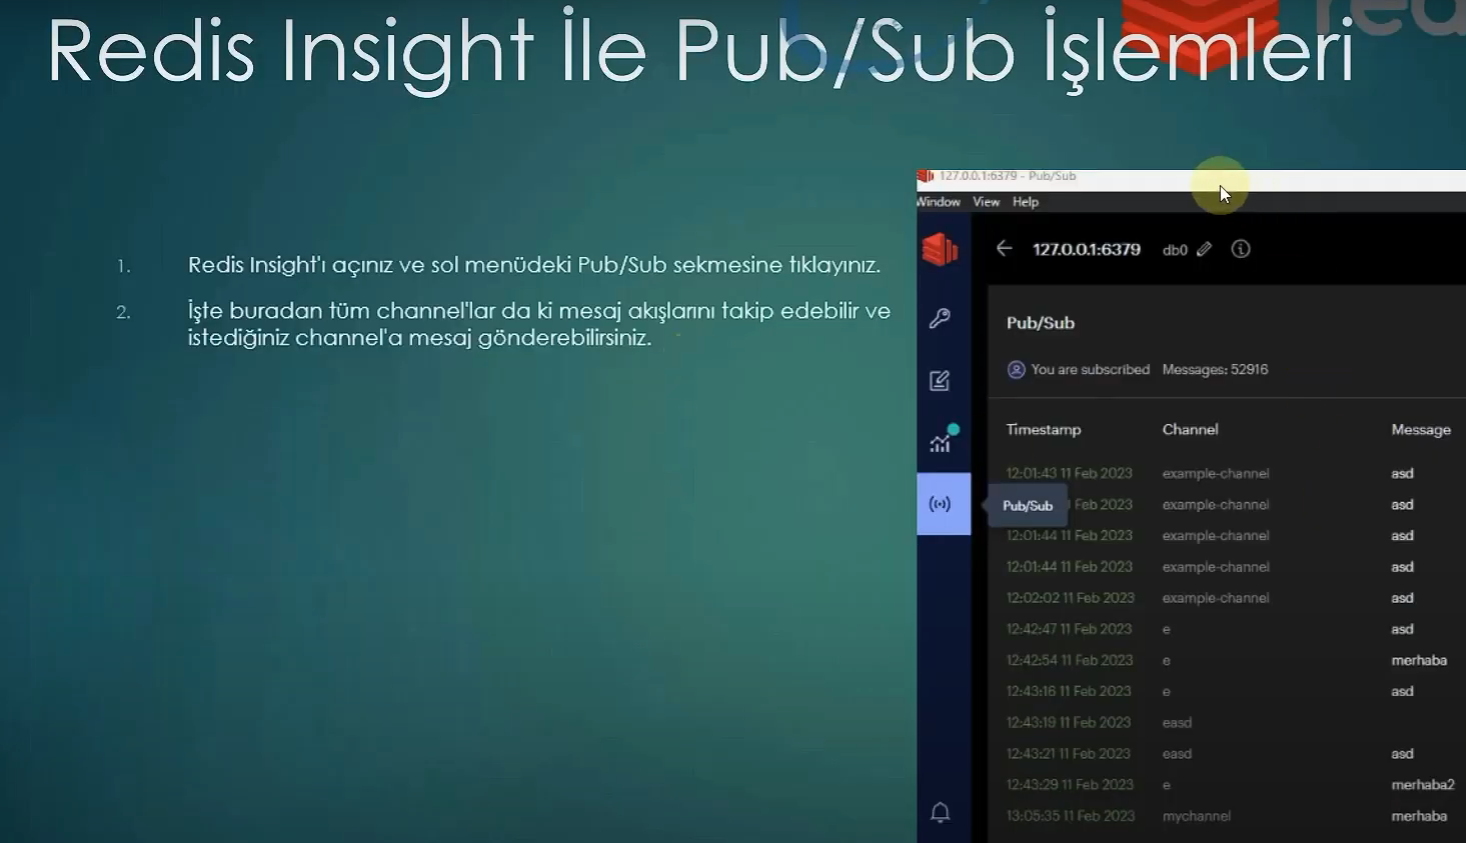 Redis Insight İle Pub/Sub İşlemleri
1. Redis Insight'ı açınız ve sol menüdeki Pub/Sub sekmesine tıklayınız.
2. İşte buradan tüm channel'lar da ki mesaj akışlarını takip edebilir ve
istediğiniz channel'a mesaj gönderebilirsiniz.
127.0.0.1:6379 - Pub/Sub
Window View Help
127.0.0.1:6379 db0
Pub/Sub
You are subscribed Messages: 52916
Timestamp Channel Message
12:01:43 11 Feb 2023 example-channel asd
Pub/Sub Feb 2023 example-channel asd
12:01:44 11 Feb 2023 example-channel asd
12:01:44 11 Feb 2023 example-channel asd
12:02:02 11 Feb 2023 example-channel asd
12:42:47 11 Feb 2023 e asd
12:42:54 11 Feb 2023 e merhaba
12:43:16 11 Feb 2023 e asd
12:43:19 11 Feb 2023 easd
12:43:21 11 Feb 2023 easd asd
12:43:29 11 Feb 2023 e merhaba2
13:05:35 11 Feb 2023 mychannel merhaba